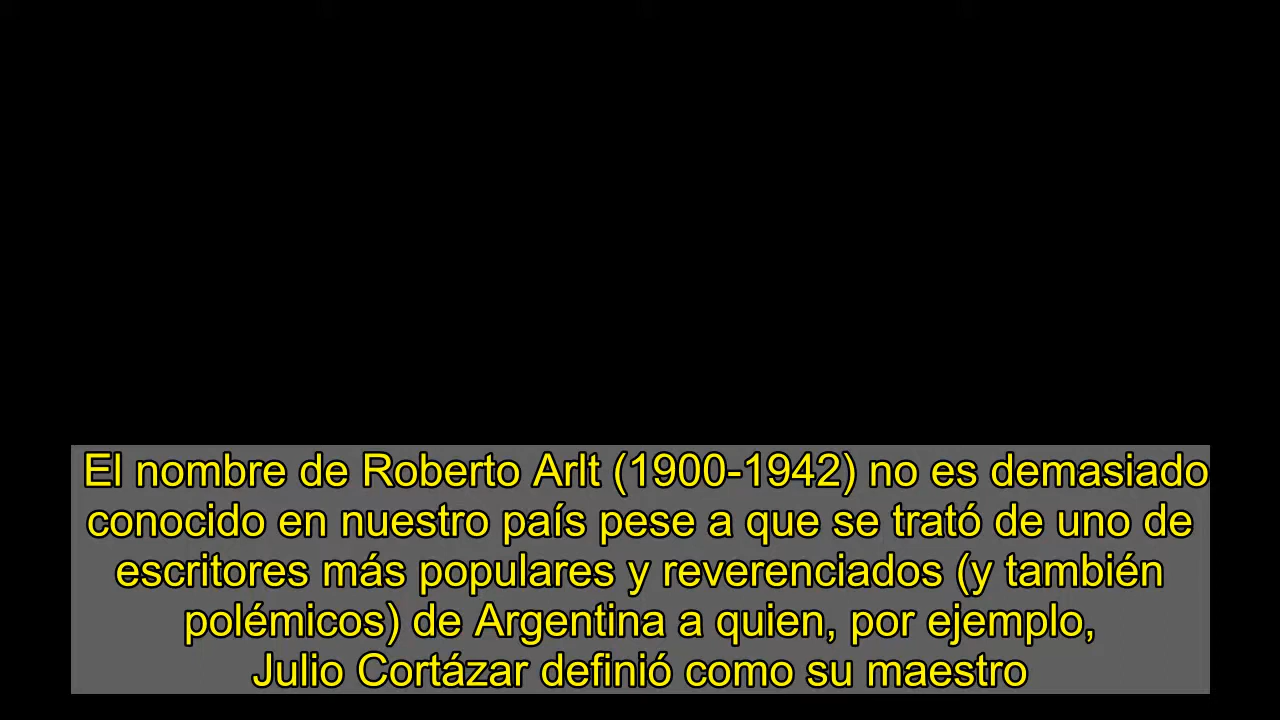 El nombre de Roberto Arlt (1900-1942) no es demasiado
conocido en nuestro país pese a que se trató de uno de
escritores más populares y reverenciados (y también
polémicos) de Argentina a quien, por ejemplo,
Julio Cortázar definió como su maestro